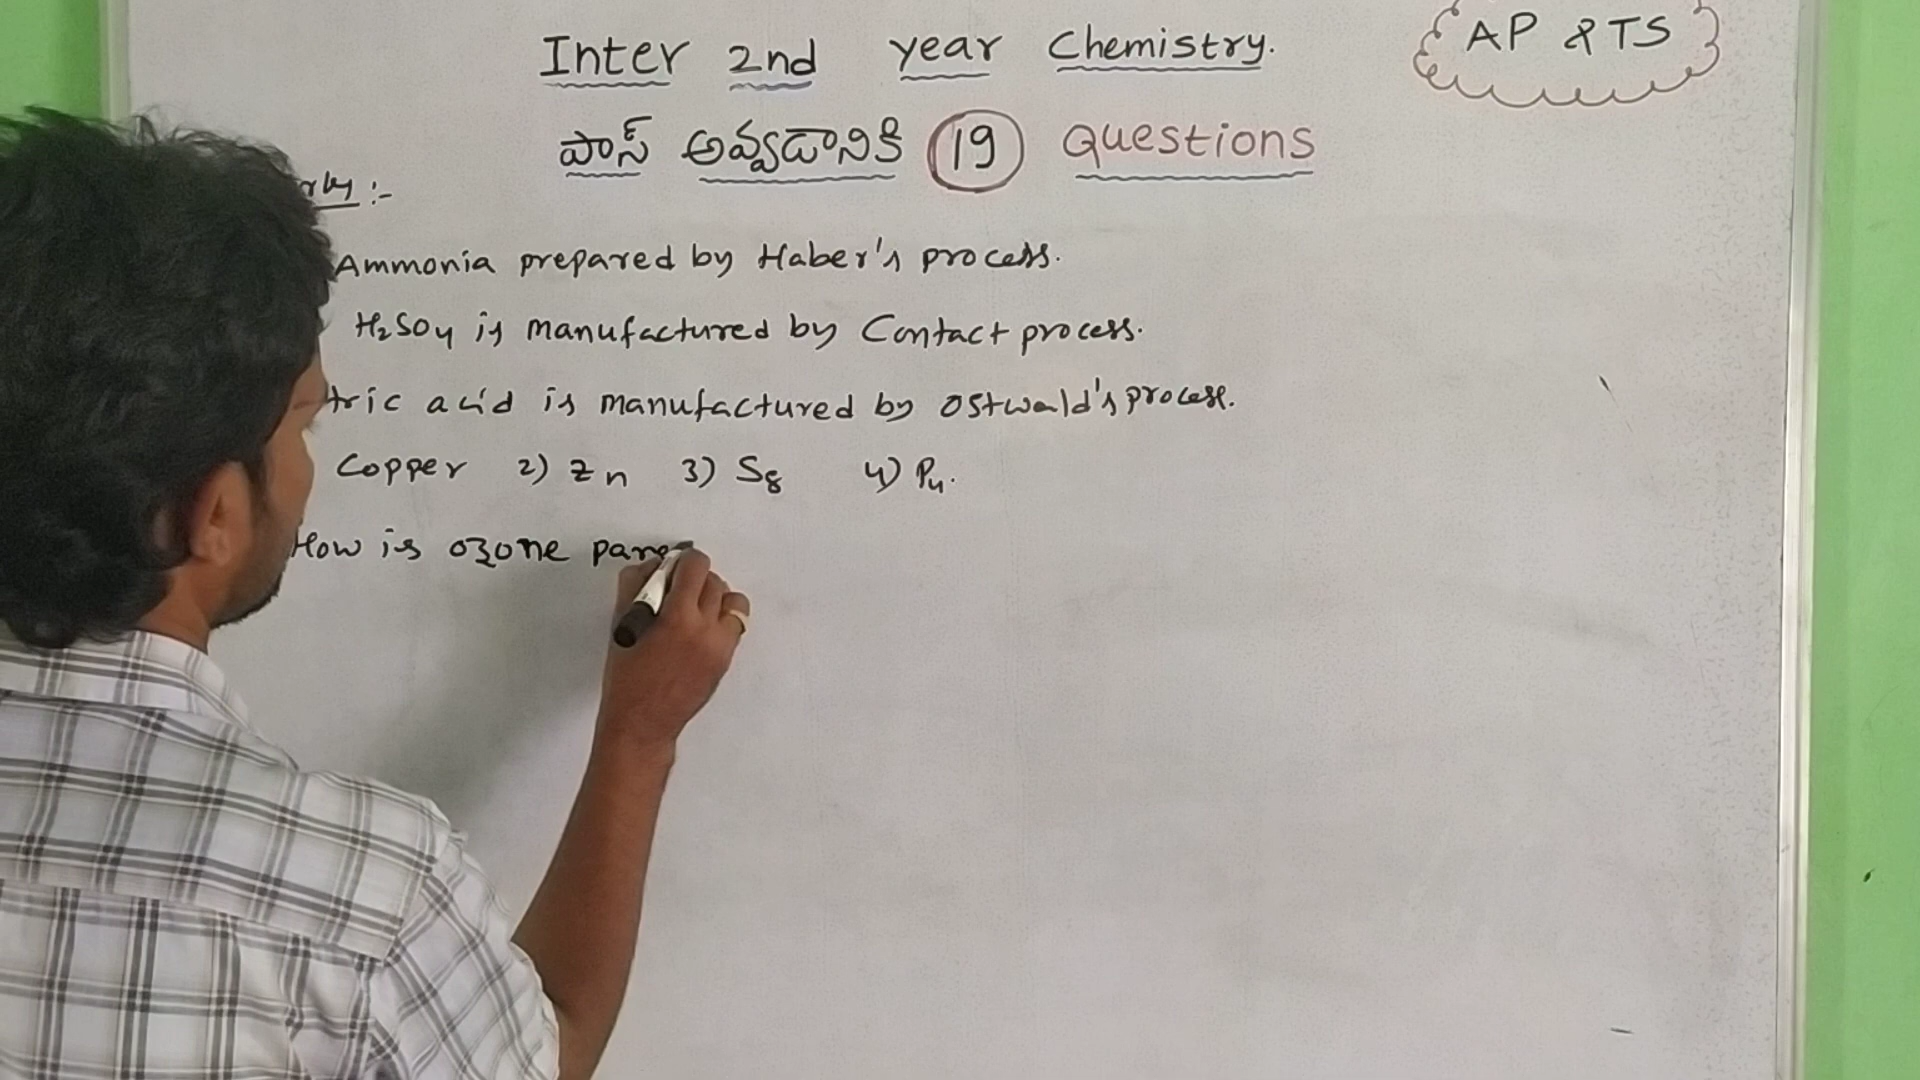 Inter 2nd year Chemistry.
AP & TS
పాస్ అవ్వడానికి 19 Questions
Ammonia prepared by Haber's process.
H₂SO₄ is manufactured by Contact process.
tric acid is manufactured by Ostwald's process.
Copper 2) Zn 3) S₈ 4) P₄.
How is ozone pare